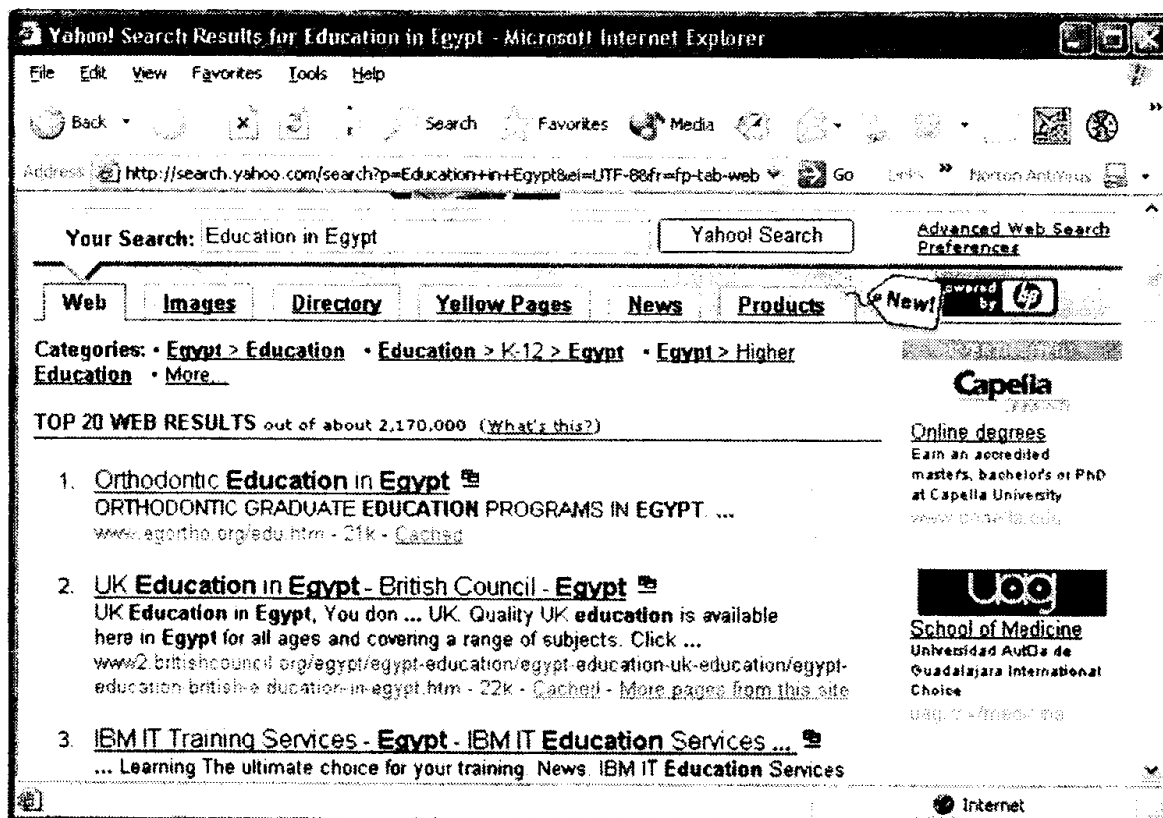 Yahoo! Search Results for Education in Egypt - Microsoft Internet Explorer
File Edit View Favorites Tools Help
Back Search Favorites Media
Address http://search.yahoo.com/search?p=Education+in+Egypt&ei=UTF-8&fr=fp-tab-web Go Links Norton AntiVirus
Your Search: Education in Egypt Yahoo! Search Advanced Web Search
Preferences
Web Images Directory Yellow Pages News Products New! powered
by hp
Categories: • Egypt > Education • Education > K-12 > Egypt • Egypt > Higher
Education • More...
TOP 20 WEB RESULTS out of about 2,170,000 (What's this?)
1. Orthodontic Education in Egypt
ORTHODONTIC GRADUATE EDUCATION PROGRAMS IN EGYPT. ...
www.egortho.org/edu.htm - 21k - Cached
2. UK Education in Egypt - British Council - Egypt
UK Education in Egypt, You don ... UK. Quality UK education is available
here in Egypt for all ages and covering a range of subjects. Click ...
www2.britishcouncil.org/egypt/egypt-education/egypt-education-uk-education/egypt-
education-british-e ducation-in-egypt.htm - 22k - Cached - More pages from this site
3. IBM IT Training Services - Egypt - IBM IT Education Services ...
... Learning The ultimate choice for your training. News. IBM IT Education Services
Capella
Online degrees
Earn an accredited
masters, bachelor's or PhD
at Capella University
www.capella.edu
uag
School of Medicine
Universidad Aut□a de
Guadalajara International
Choice
Internet